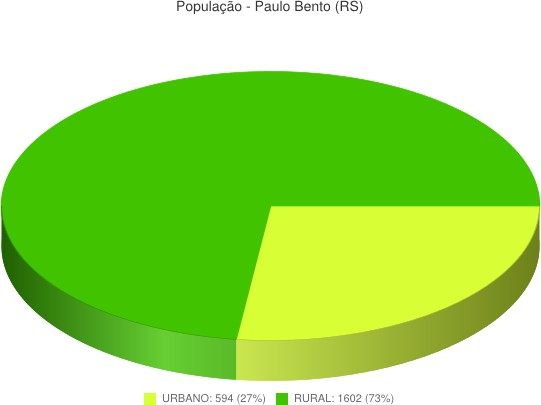 População - Paulo Bento (RS)
URBANO: 594 (27%) RURAL: 1602 (73%)